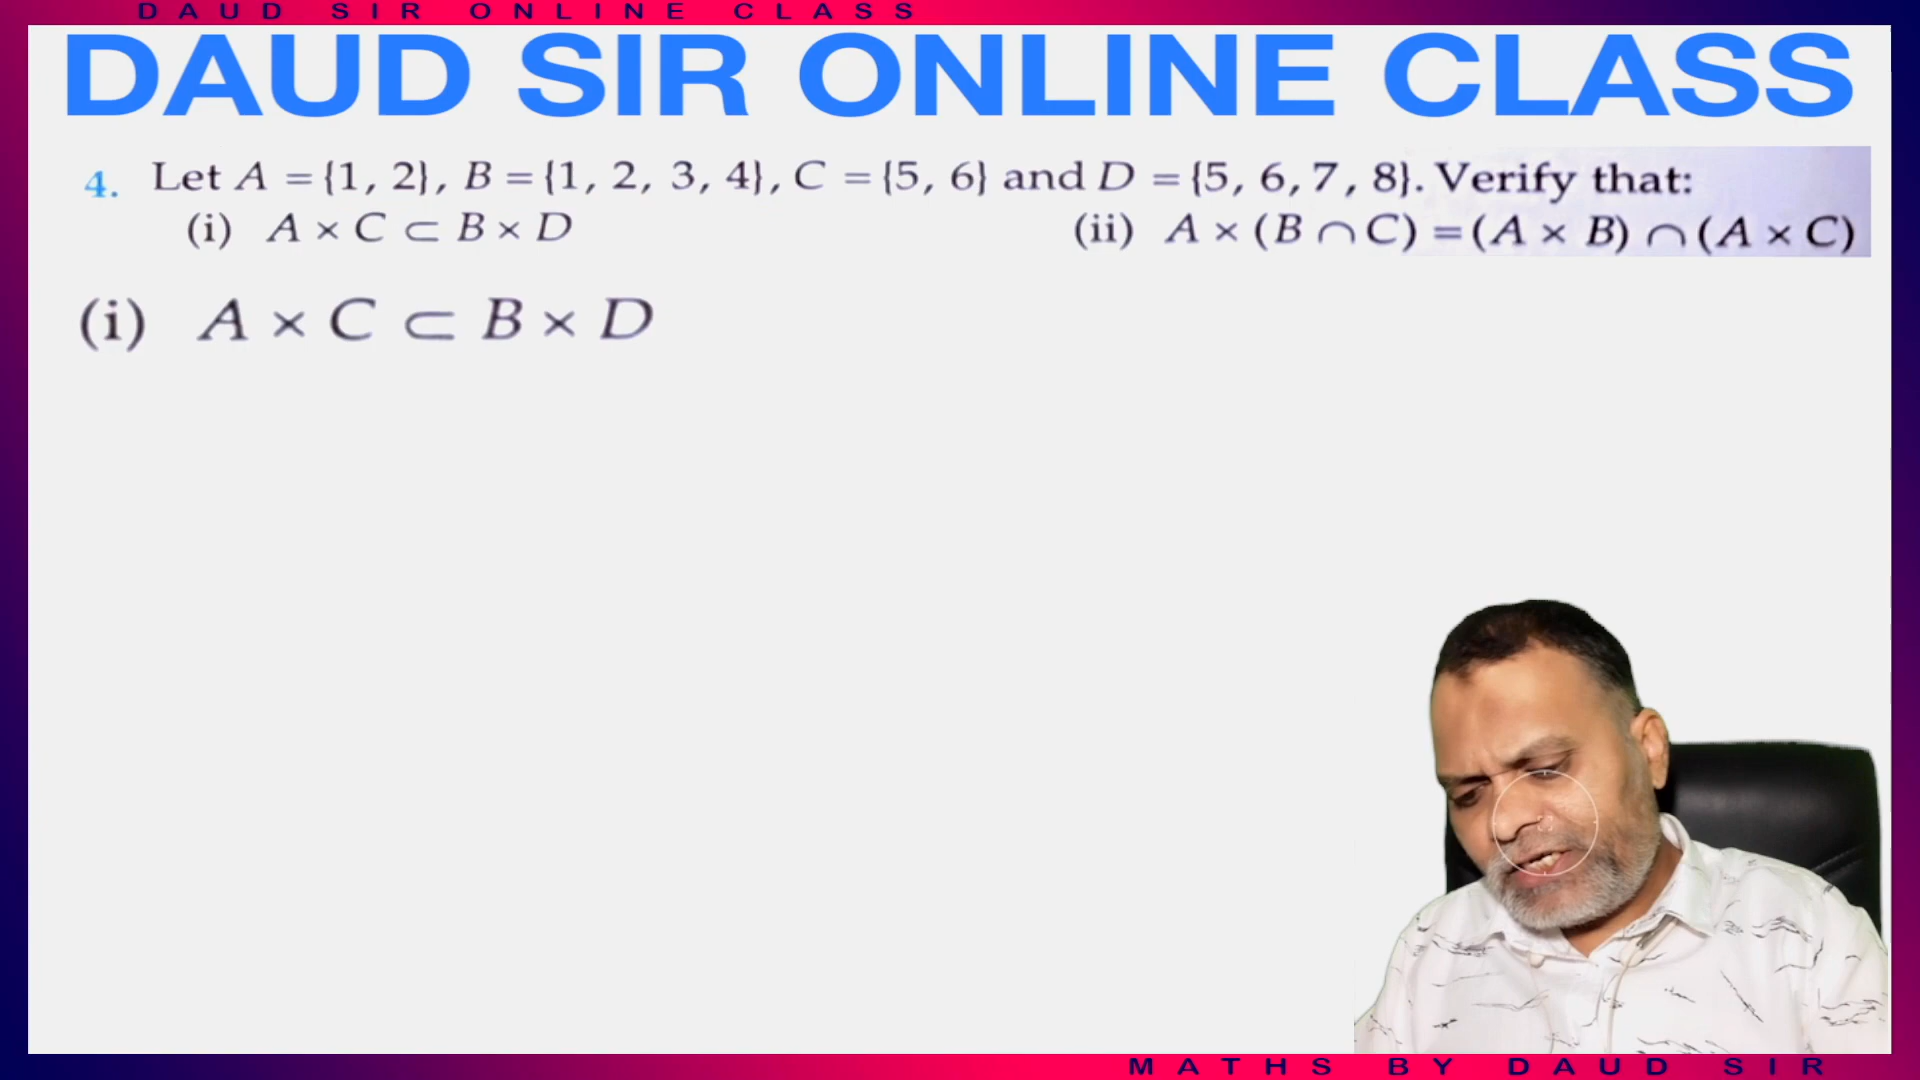 DAUD SIR ONLINE CLASS
DAUD SIR ONLINE CLASS
4. Let A = {1, 2}, B = {1, 2, 3, 4}, C = {5, 6} and D = {5, 6, 7, 8}. Verify that:
(i) A × C ⊂ B × D (ii) A × (B ∩ C) = (A × B) ∩ (A × C)
(i) A × C ⊂ B × D
MATHS BY DAUD SIR